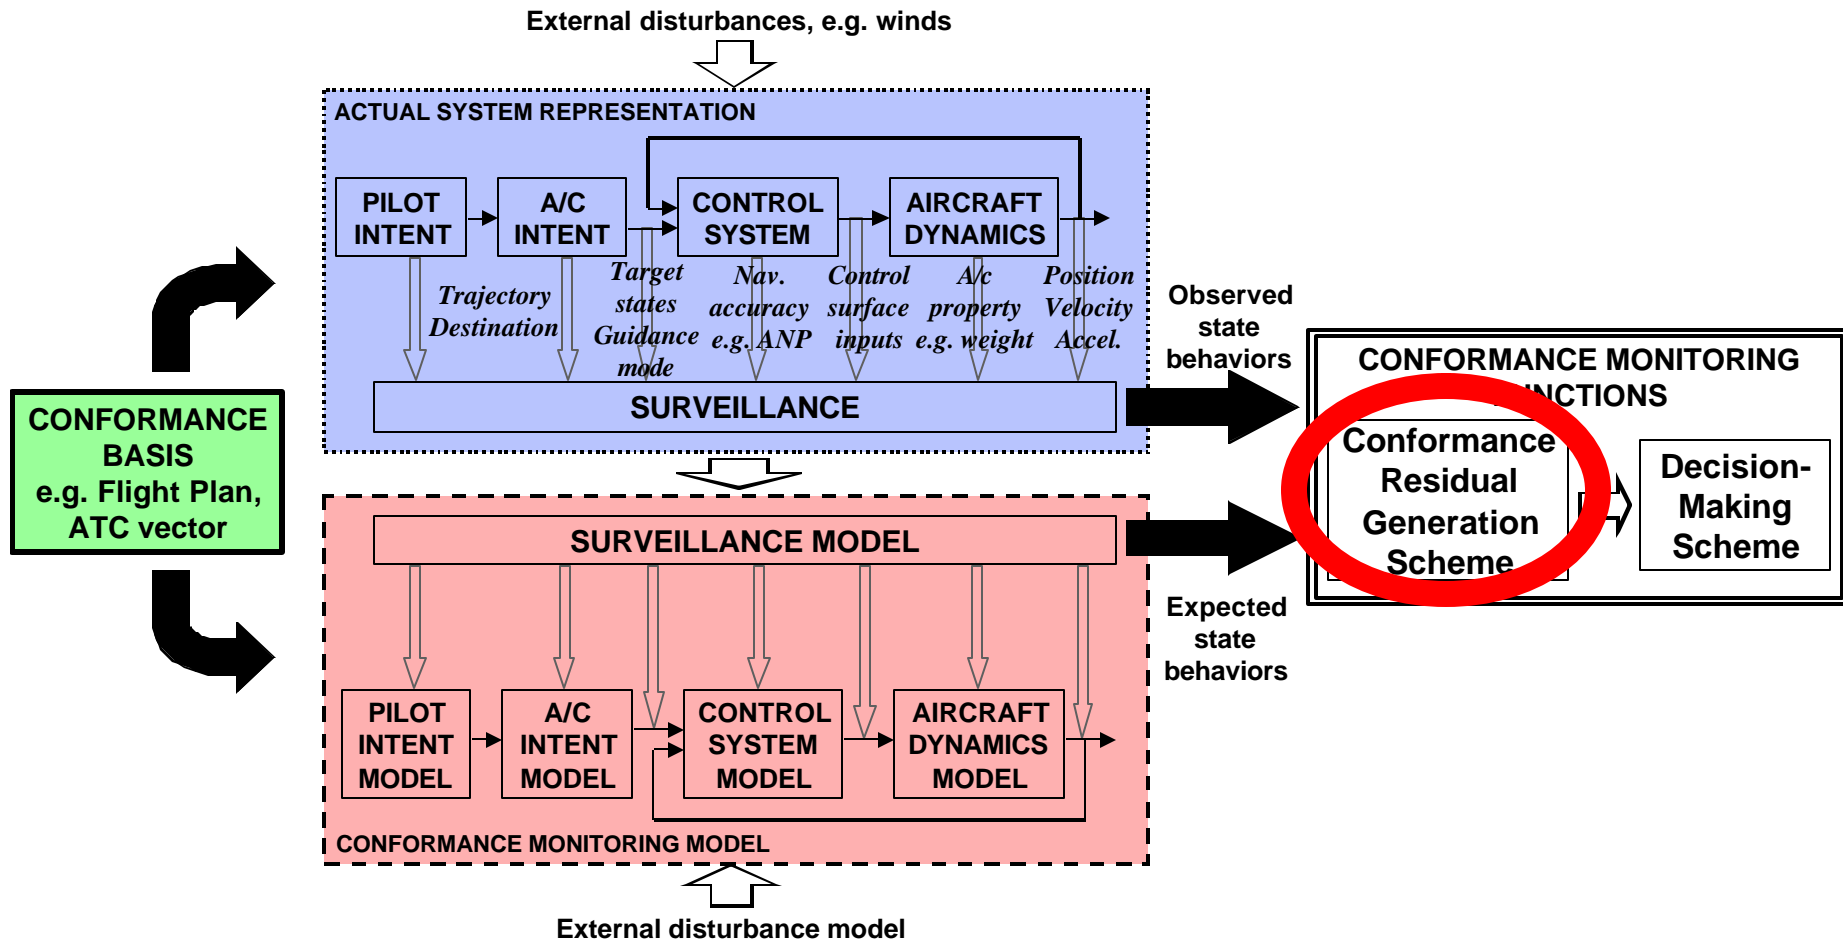 External disturbances, e.g. winds
ACTUAL SYSTEM REPRESENTATION
PILOT
INTENT
A/C
INTENT
CONTROL
SYSTEM
AIRCRAFT
DYNAMICS
Trajectory
Destination
Target
states
Guidance
mode
Nav.
accuracy
e.g. ANP
Control
surface
inputs
A/c
property
e.g. weight
Position
Velocity
Accel.
SURVEILLANCE
Observed
state
behaviors
CONFORMANCE
BASIS
e.g. Flight Plan,
ATC vector
CONFORMANCE MONITORING
NCTIONS
Conformance
Residual
Generation
Scheme
Decision-
Making
Scheme
SURVEILLANCE MODEL
Expected
state
behaviors
PILOT
INTENT
MODEL
A/C
INTENT
MODEL
CONTROL
SYSTEM
MODEL
AIRCRAFT
DYNAMICS
MODEL
CONFORMANCE MONITORING MODEL
External disturbance model